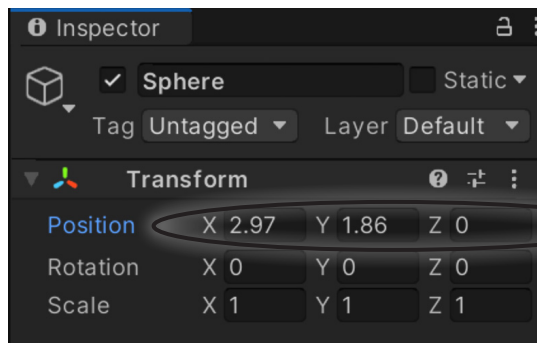 Inspector
Sphere Static
Tag Untagged Layer Default
Transform
Position X 2.97 Y 1.86 Z 0
Rotation X 0 Y 0 Z 0
Scale X 1 Y 1 Z 1